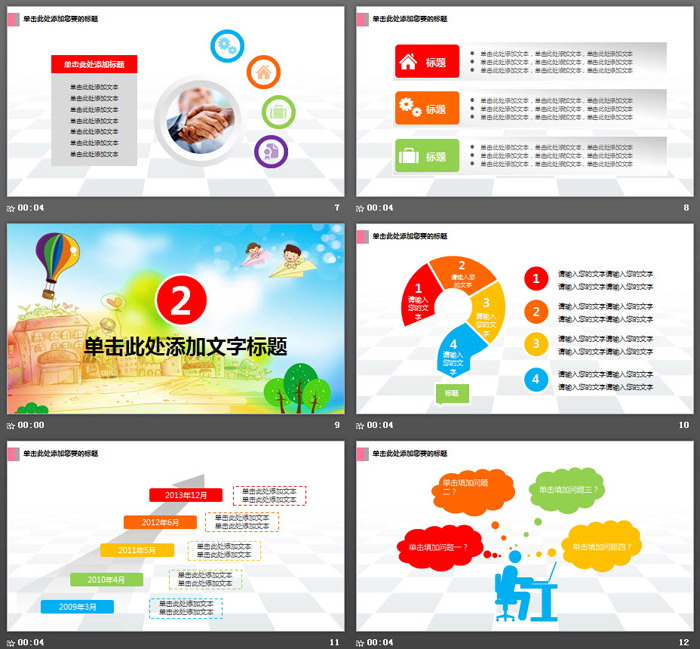 单击此处添加您要的标题
单击此处添加标题
单击此处添加文本
单击此处添加文本
单击此处添加文本
单击此处添加文本
单击此处添加文本
单击此处添加文本
单击此处添加文本
00:04
7
单击此处添加您要的标题
标题
单击此处添加文本，单击此处添加文本，单击此处添加文本
单击此处添加文本，单击此处添加文本，单击此处添加文本
单击此处添加文本，单击此处添加文本，单击此处添加文本
标题
单击此处添加文本，单击此处添加文本，单击此处添加文本
单击此处添加文本，单击此处添加文本，单击此处添加文本
单击此处添加文本，单击此处添加文本，单击此处添加文本
标题
单击此处添加文本，单击此处添加文本，单击此处添加文本
单击此处添加文本，单击此处添加文本，单击此处添加文本
单击此处添加文本，单击此处添加文本，单击此处添加文本
00:04
8
2
单击此处添加文字标题
00:00
9
单击此处添加您要的标题
1
请输入
您的文
字
2
请输入您
的文字
3
请输入
您的文
字
4
请输入
您的文
字
标题
1
请输入您的文字请输入您的文字
请输入您的文字请输入您的文字
2
请输入您的文字请输入您的文字
请输入您的文字请输入您的文字
3
请输入您的文字请输入您的文字
请输入您的文字请输入您的文字
4
请输入您的文字请输入您的文字
请输入您的文字请输入您的文字
00:04
10
单击此处添加您要的标题
2013年12月
单击此处添加文本
单击此处添加文本
2012年6月
单击此处添加文本
单击此处添加文本
2011年5月
单击此处添加文本
单击此处添加文本
2010年4月
单击此处添加文本
单击此处添加文本
2009年3月
单击此处添加文本
单击此处添加文本
00:04
11
单击此处添加您要的标题
单击填加问题
二？
单击填加问题三？
单击填加问题一？
单击填加问题四？
00:04
12